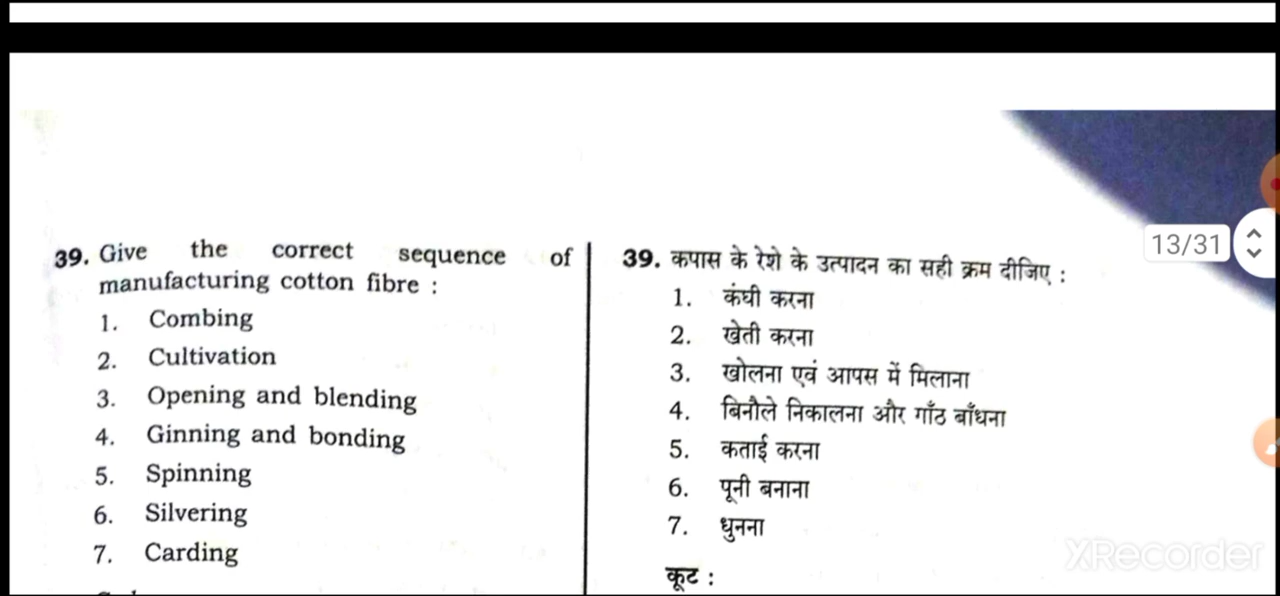 13/31
39. Give the correct sequence of
manufacturing cotton fibre :
1. Combing
2. Cultivation
3. Opening and blending
4. Ginning and bonding
5. Spinning
6. Silvering
7. Carding
39. कपास के रेशे के उत्पादन का सही क्रम दीजिए :
1. कंघी करना
2. खेती करना
3. खोलना एवं आपस में मिलाना
4. बिनौले निकालना और गाँठ बाँधना
5. कताई करना
6. पूनी बनाना
7. धुनना
कूट :
XRecorder